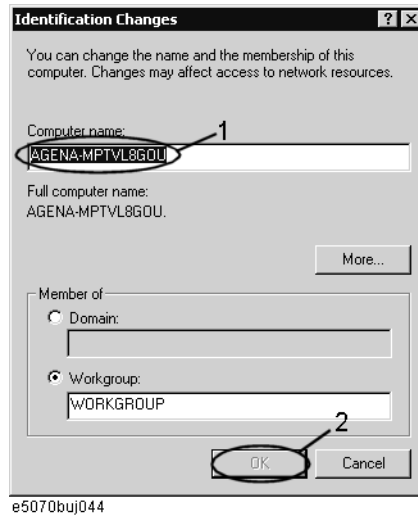 Identification Changes
You can change the name and the membership of this
computer. Changes may affect access to network resources.
Computer name:
1
AGENA-MPTVL8GOU
Full computer name:
AGENA-MPTVL8GOU.
More...
Member of
Domain:
Workgroup:
WORKGROUP
2
OK
Cancel
e5070buj044